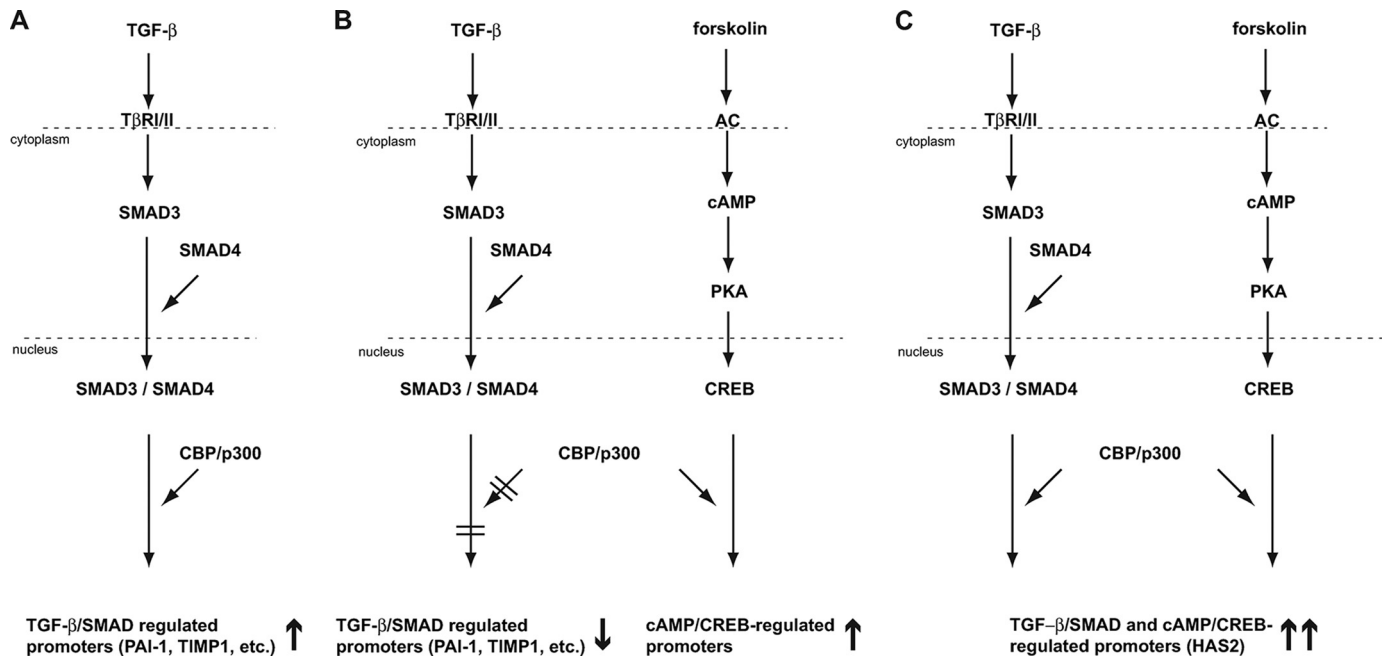 A
TGF-β
TβRI/II
cytoplasm
SMAD3
SMAD4
nucleus
SMAD3 / SMAD4
CBP/p300
TGF-β/SMAD regulated
promoters (PAI-1, TIMP1, etc.)
B
TGF-β
forskolin
TβRI/II
AC
cytoplasm
SMAD3
cAMP
SMAD4
PKA
nucleus
SMAD3 / SMAD4
CREB
CBP/p300
TGF-β/SMAD regulated
promoters (PAI-1, TIMP1, etc.)
cAMP/CREB-regulated
promoters
C
TGF-β
forskolin
TβRI/II
AC
cytoplasm
SMAD3
cAMP
SMAD4
PKA
nucleus
SMAD3 / SMAD4
CREB
CBP/p300
TGF–β/SMAD and cAMP/CREB-
regulated promoters (HAS2)